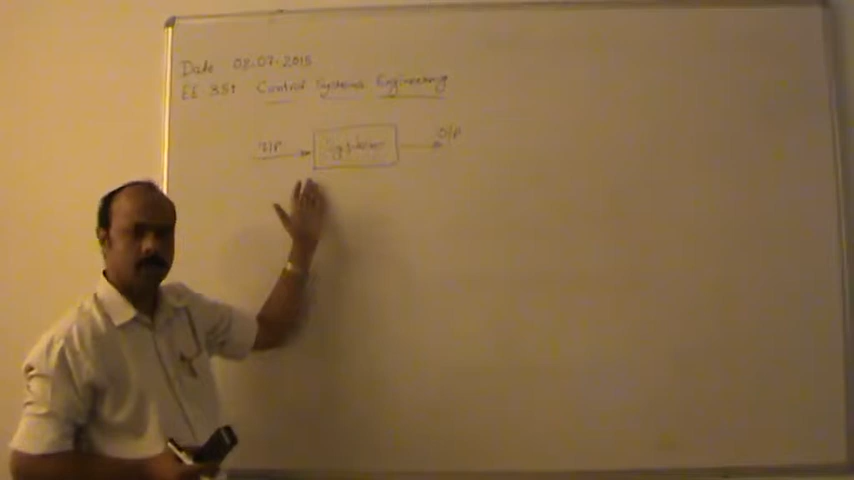 Date 02.07.2015
EE 351 Control Systems Engineering
I/P System O/P